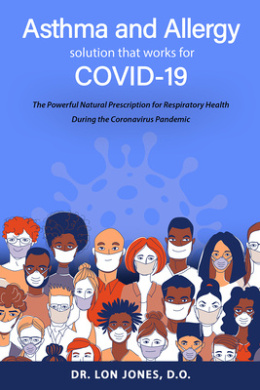 Asthma and Allergy
solution that works for
COVID-19
The Powerful Natural Prescription for Respiratory Health
During the Coronavirus Pandemic
DR. LON JONES, D.O.